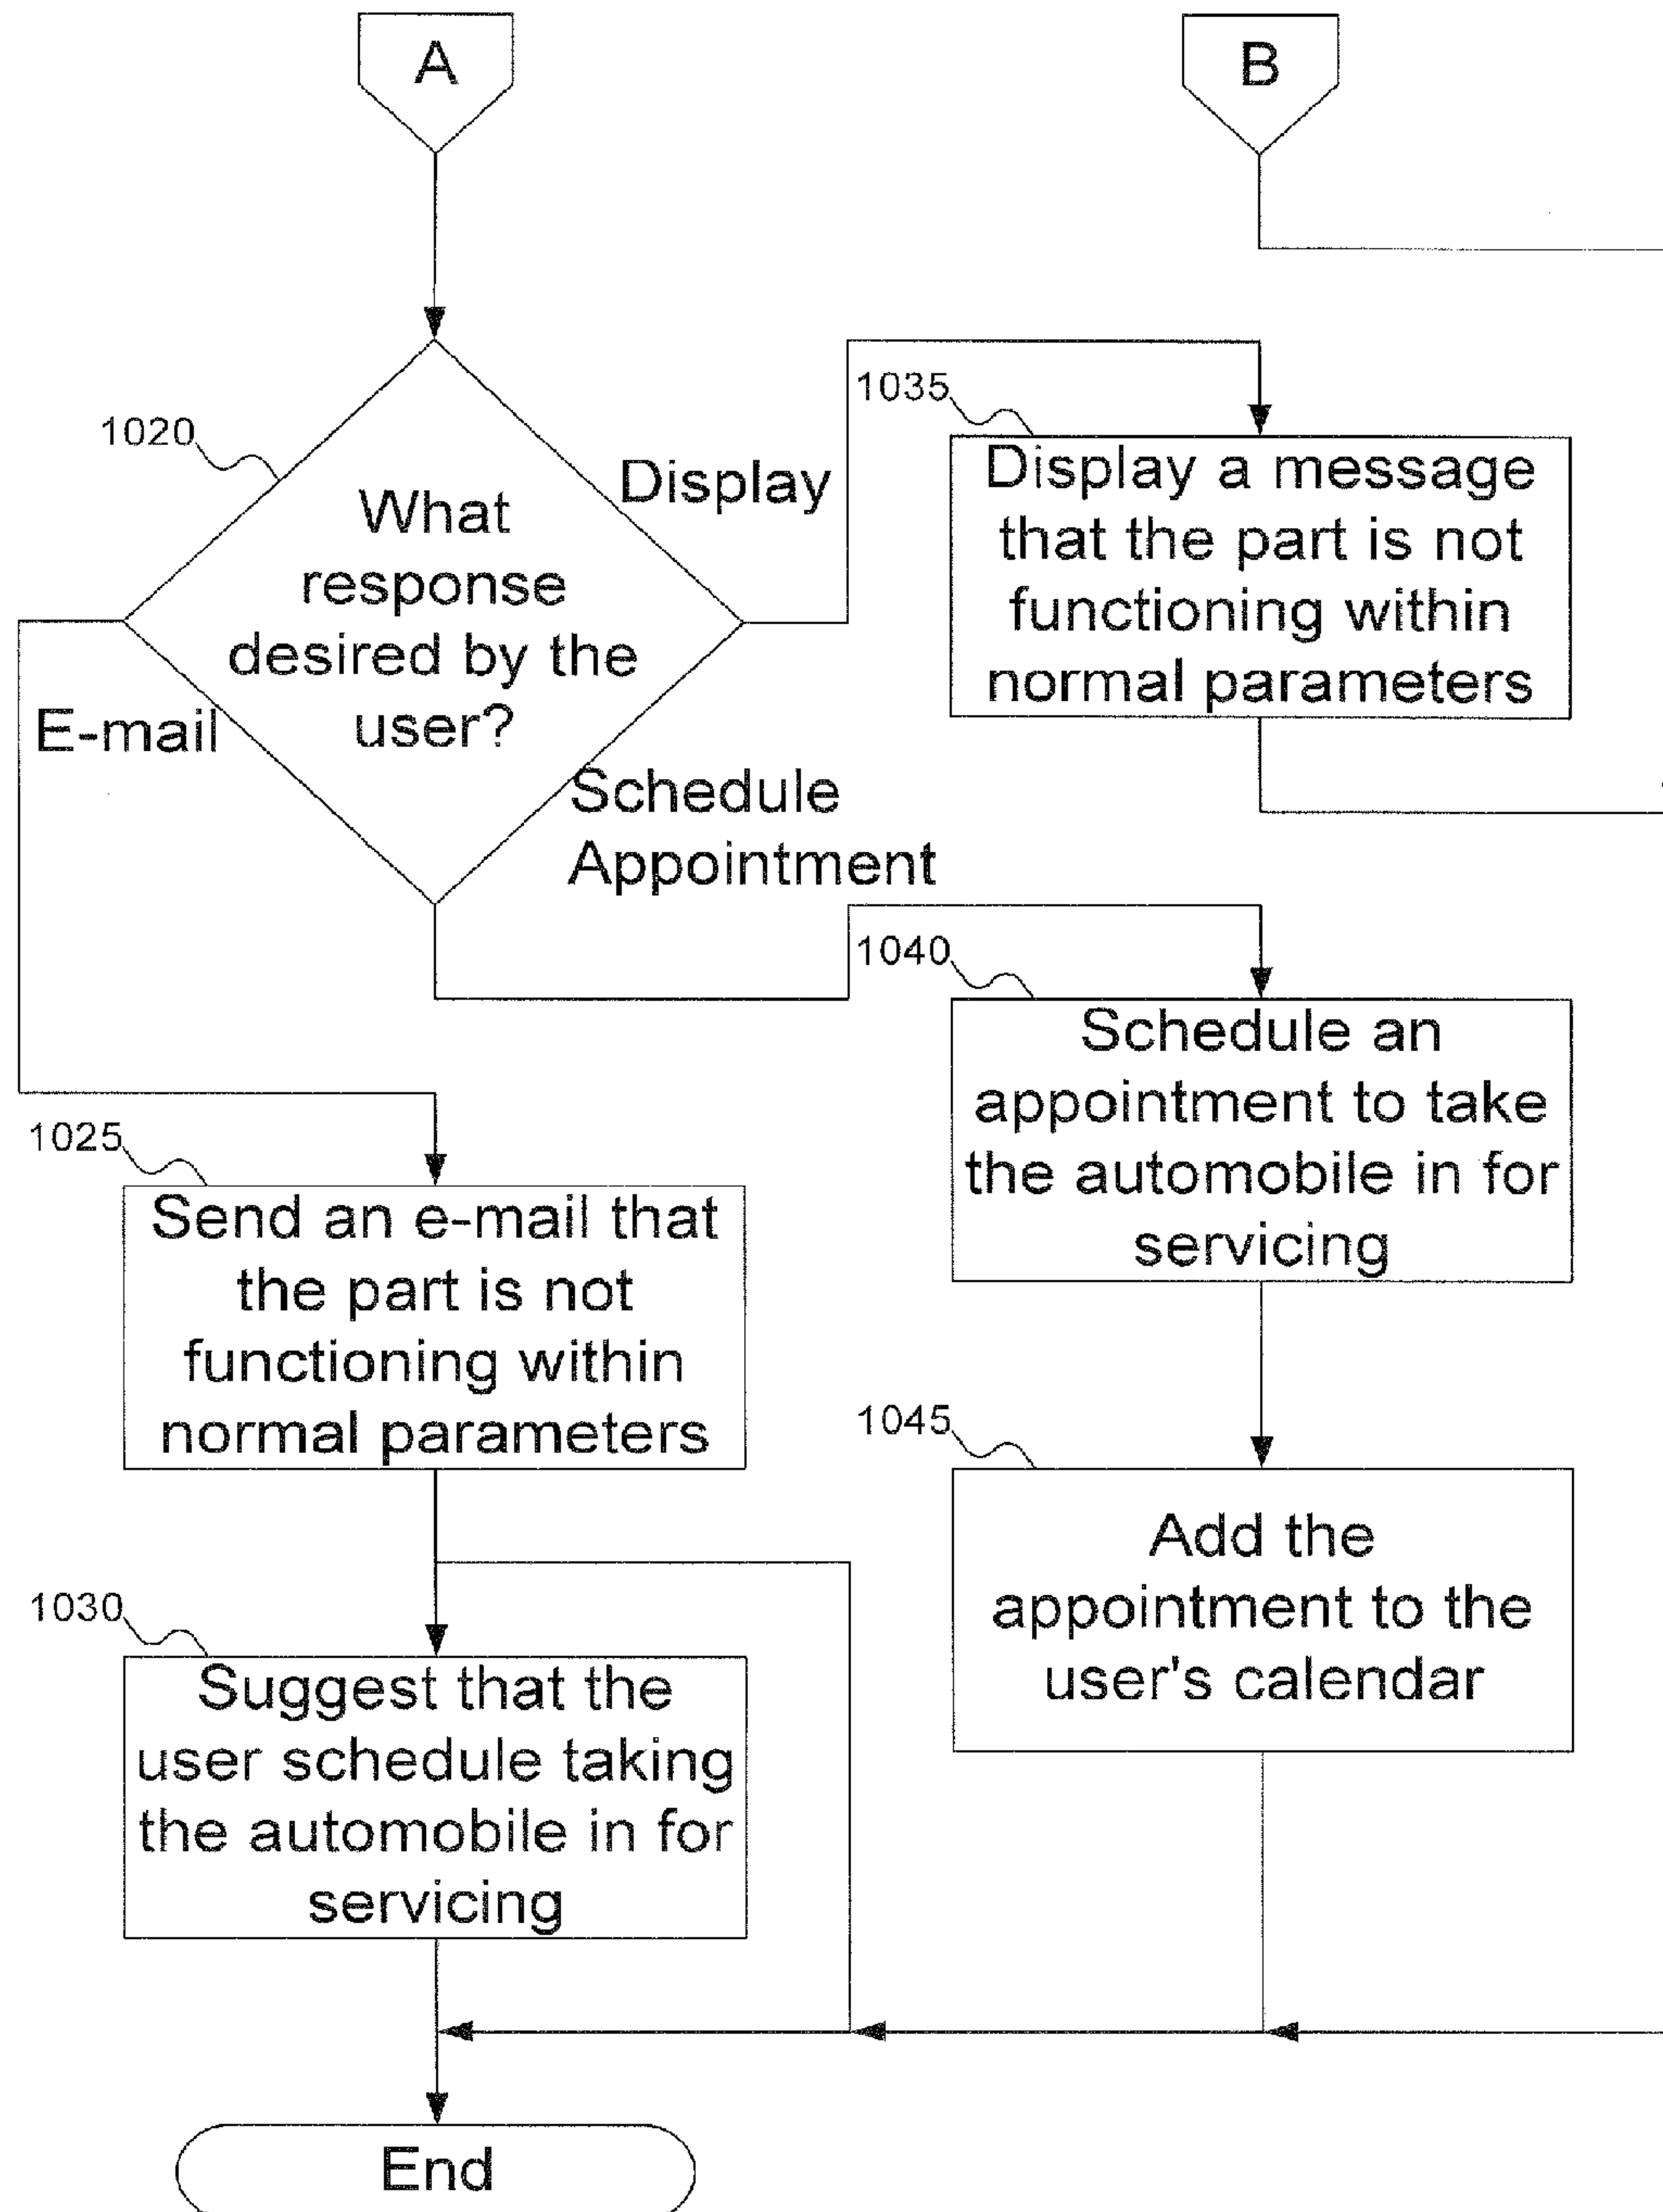 A
B
1020
What
response
desired by the
user?
Display
E-mail
Schedule
Appointment
1035
Display a message
that the part is not
functioning within
normal parameters
1040
Schedule an
appointment to take
the automobile in for
servicing
1025
Send an e-mail that
the part is not
functioning within
normal parameters
1045
Add the
appointment to the
user's calendar
1030
Suggest that the
user schedule taking
the automobile in for
servicing
End